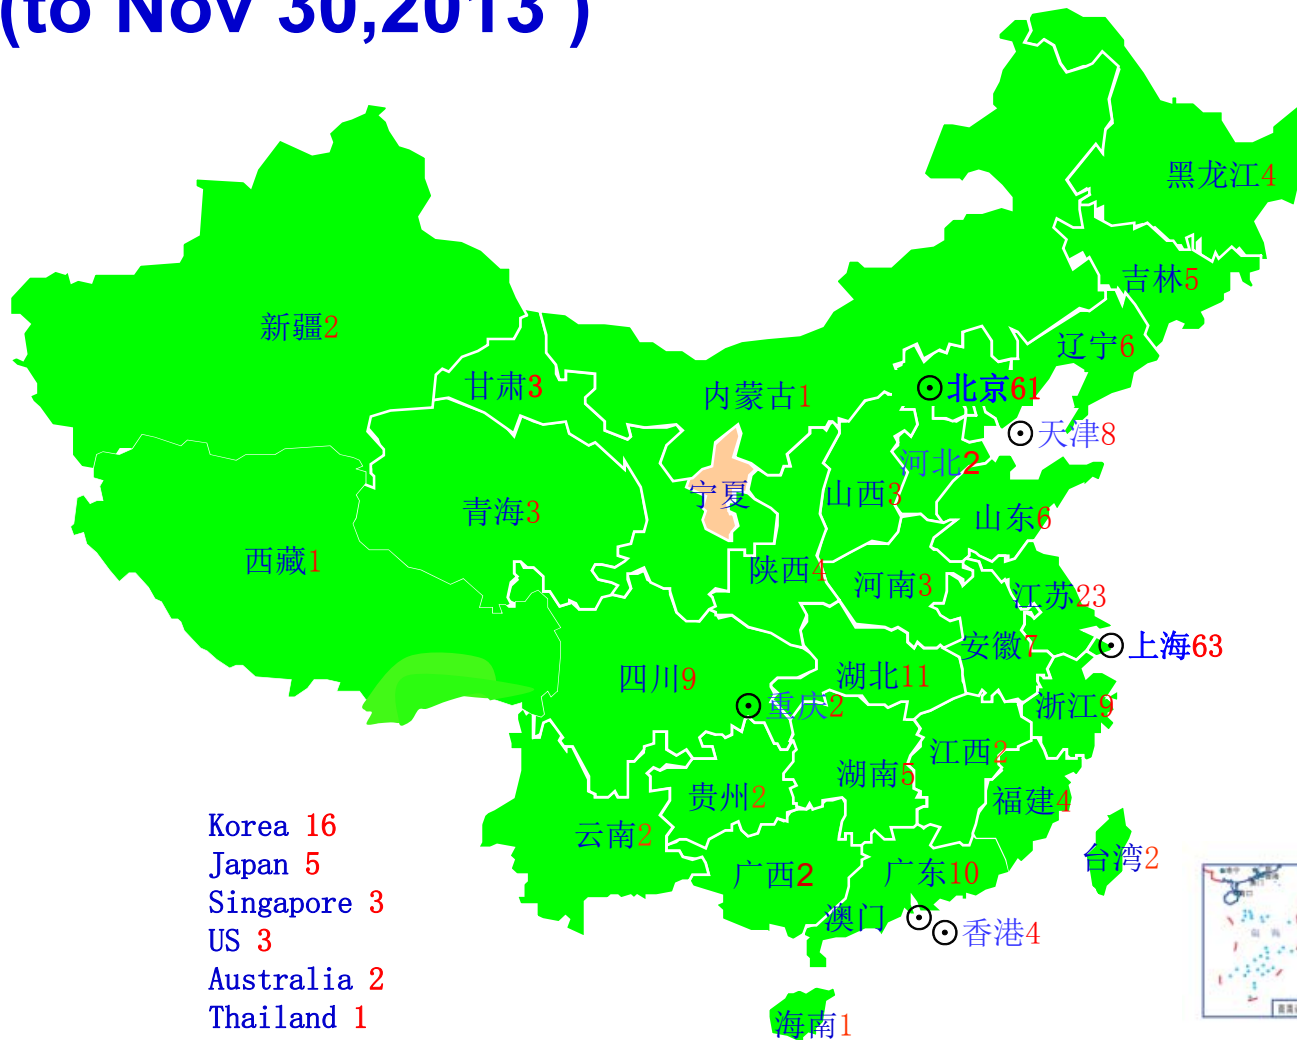 (to Nov 30,2013 )
黑龙江4
吉林5
新疆2
辽宁6
甘肃3
内蒙古1
北京61
天津8
河北2
宁夏
山西3
青海3
山东6
西藏1
陕西4
河南3
江苏23
安徽7
上海63
四川9
湖北11
重庆2
浙江9
江西2
湖南5
贵州2
福建4
云南2
台湾2
广西2
广东10
澳门
香港4
海南1
Korea 16
Japan 5
Singapore 3
US 3
Australia 2
Thailand 1